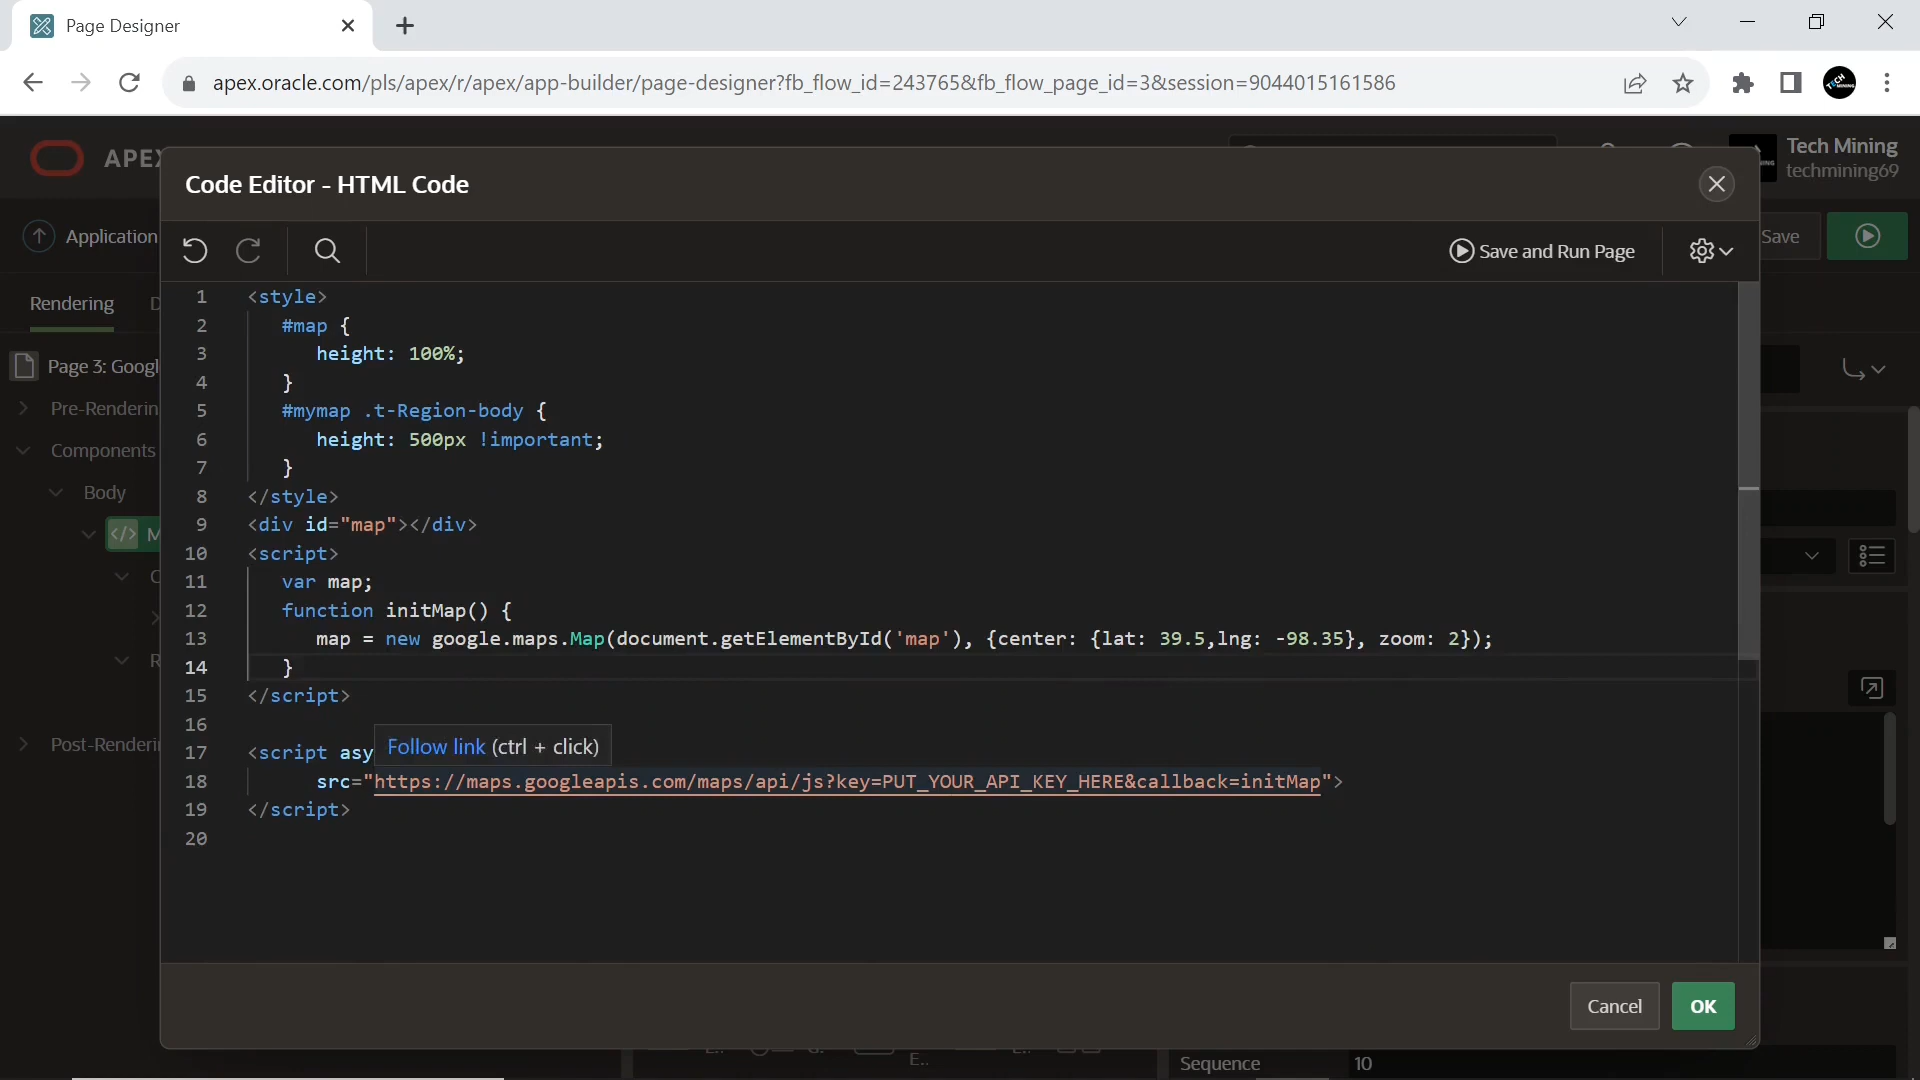 Page Designer
apex.oracle.com/pls/apex/r/apex/app-builder/page-designer?fb_flow_id=243765&fb_flow_page_id=3&session=9044015161586
APEX
Tech Mining
techmining69
Code Editor - HTML Code
Application
Save
Save and Run Page
Rendering
Page 3: Googl
Pre-Renderin
Components
Body
Post-Renderi
1 <style>
2 #map {
3 height: 100%;
4 }
5 #mymap .t-Region-body {
6 height: 500px !important;
7 }
8 </style>
9 <div id="map"></div>
10 <script>
11 var map;
12 function initMap() {
13 map = new google.maps.Map(document.getElementById('map'), {center: {lat: 39.5,lng: -98.35}, zoom: 2});
14 }
15 </script>
16
17 <script asy
Follow link (ctrl + click)
18 src="https://maps.googleapis.com/maps/api/js?key=PUT_YOUR_API_KEY_HERE&callback=initMap">
19 </script>
20
Cancel
OK
Sequence
10